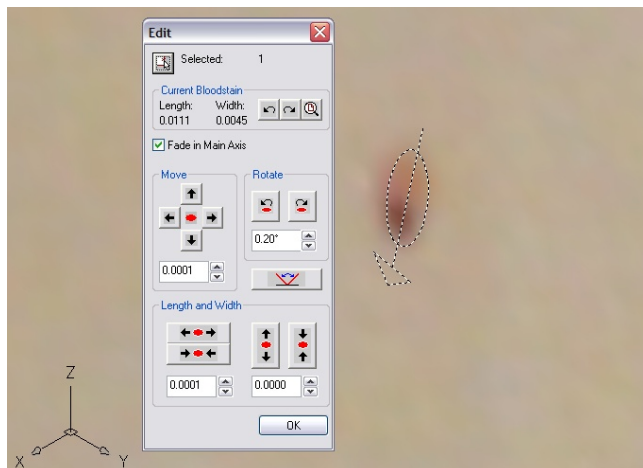 Edit
Selected: 1
Current Bloodstain
Length: Width:
0.0111 0.0045
Fade in Main Axis
Move
Rotate
0.20°
0.0001
Length and Width
0.0001 0.0000
OK
Z
X
Y